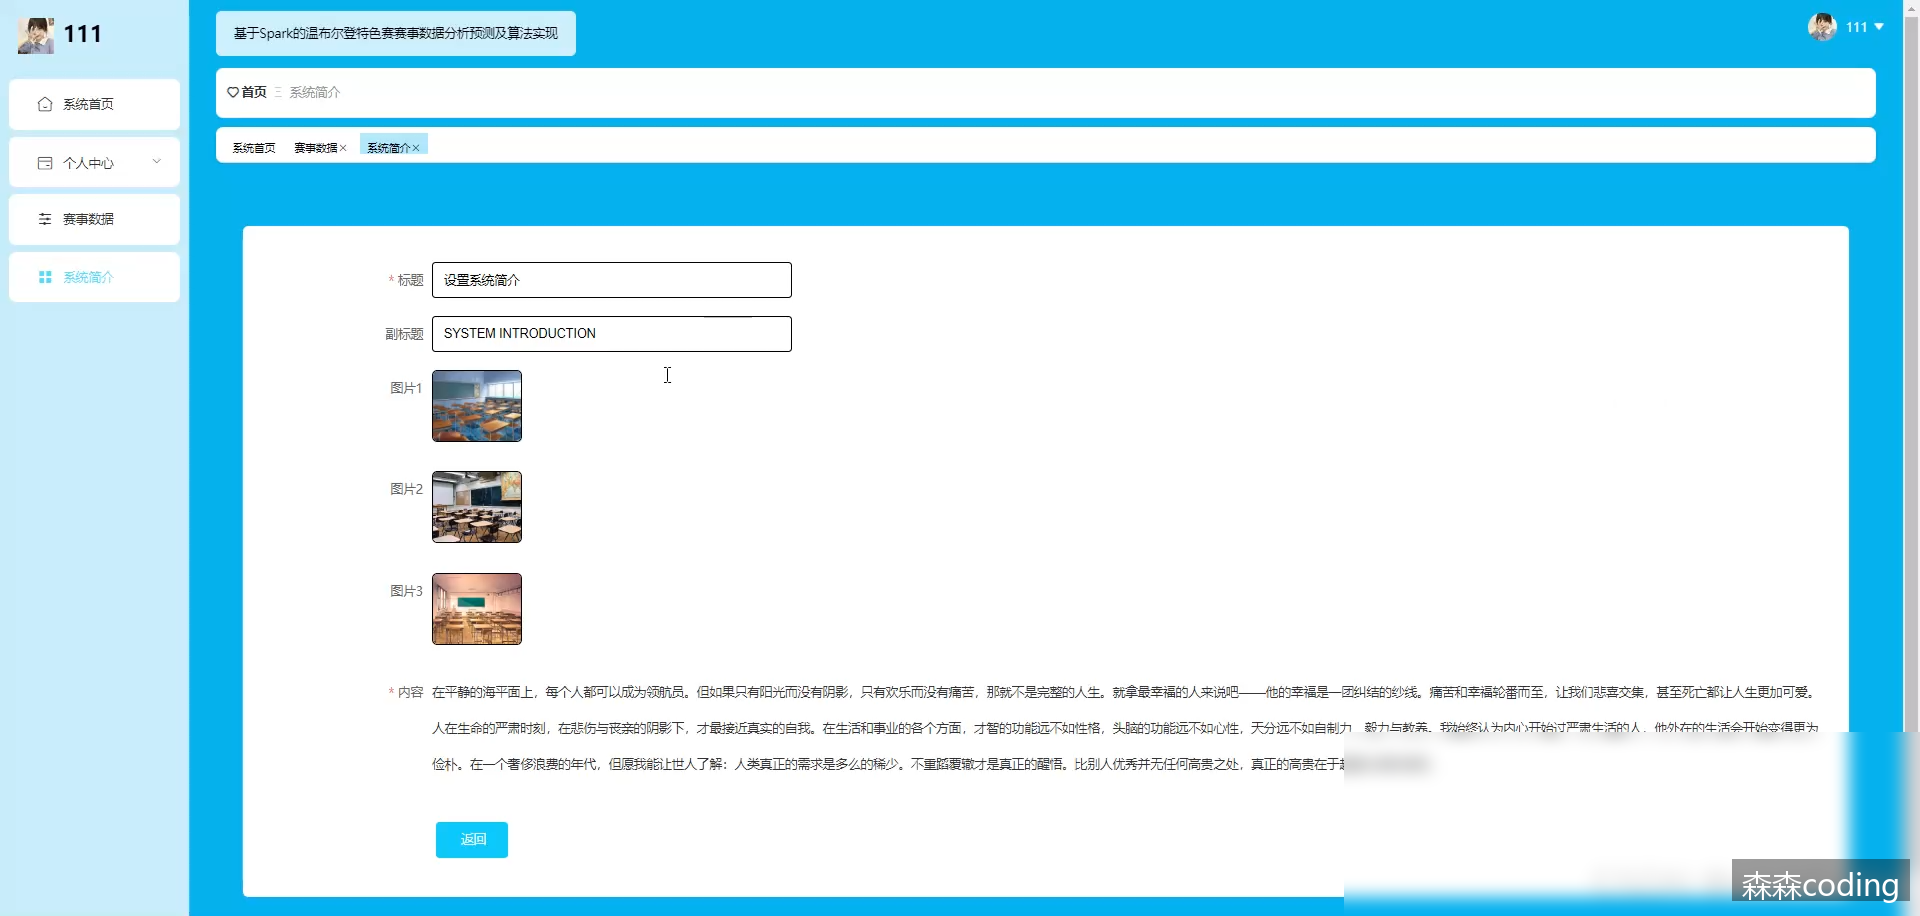 111
基于Spark的温布尔登特色赛赛事数据分析预测及算法实现
111
首页 系统简介
系统首页
个人中心
赛事数据
系统简介
系统首页 赛事数据× 系统简介×
* 标题 设置系统简介
副标题 SYSTEM INTRODUCTION
图片1
图片2
图片3
* 内容 在平静的海平面上，每个人都可以成为领航员。但如果只有阳光而没有阴影，只有欢乐而没有痛苦，那就不是完整的人生。就拿最幸福的人来说吧——他的幸福是一团纠结的纱线。痛苦和幸福轮番而至，让我们悲喜交集，甚至死亡都让人生更加可爱。
人在生命的严肃时刻，在悲伤与丧亲的阴影下，才最接近真实的自我。在生活和事业的各个方面，才智的功能远不如性格，头脑的功能远不如心性，天分远不如自制力、毅力与教养。我始终认为内心开始过严肃生活的人，他外在的生活会开始变得更为
俭朴。在一个奢侈浪费的年代，但愿我能让世人了解：人类真正的需求是多么的稀少。不重蹈覆辙才是真正的醒悟。比别人优秀并无任何高贵之处，真正的高贵在于
返回
森森coding